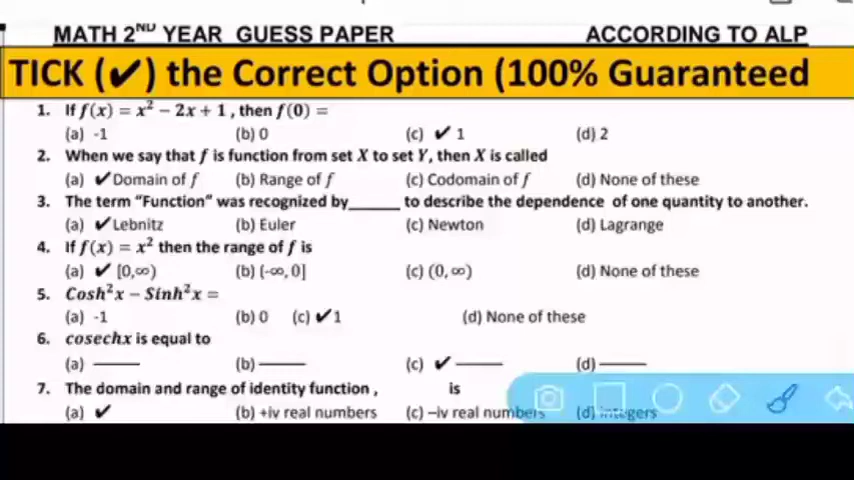 MATH 2ND YEAR GUESS PAPER ACCORDING TO ALP
TICK (✔) the Correct Option (100% Guaranteed
1. If f(x) = x² − 2x + 1 , then f(0) =
(a) -1 (b) 0 (c) ✔ 1 (d) 2
2. When we say that f is function from set X to set Y, then X is called
(a) ✔Domain of f (b) Range of f (c) Codomain of f (d) None of these
3. The term “Function” was recognized by______ to describe the dependence of one quantity to another.
(a) ✔Lebnitz (b) Euler (c) Newton (d) Lagrange
4. If f(x) = x² then the range of f is
(a) ✔ [0,∞) (b) (-∞, 0] (c) (0, ∞) (d) None of these
5. Cosh²x − Sinh²x =
(a) -1 (b) 0 (c) ✔1 (d) None of these
6. cosechx is equal to
(a) ____ (b) ____ (c) ✔ ____ (d) ____
7. The domain and range of identity function , is
(a) ✔ (b) +iv real numbers (c) –iv real numbers (d) integers